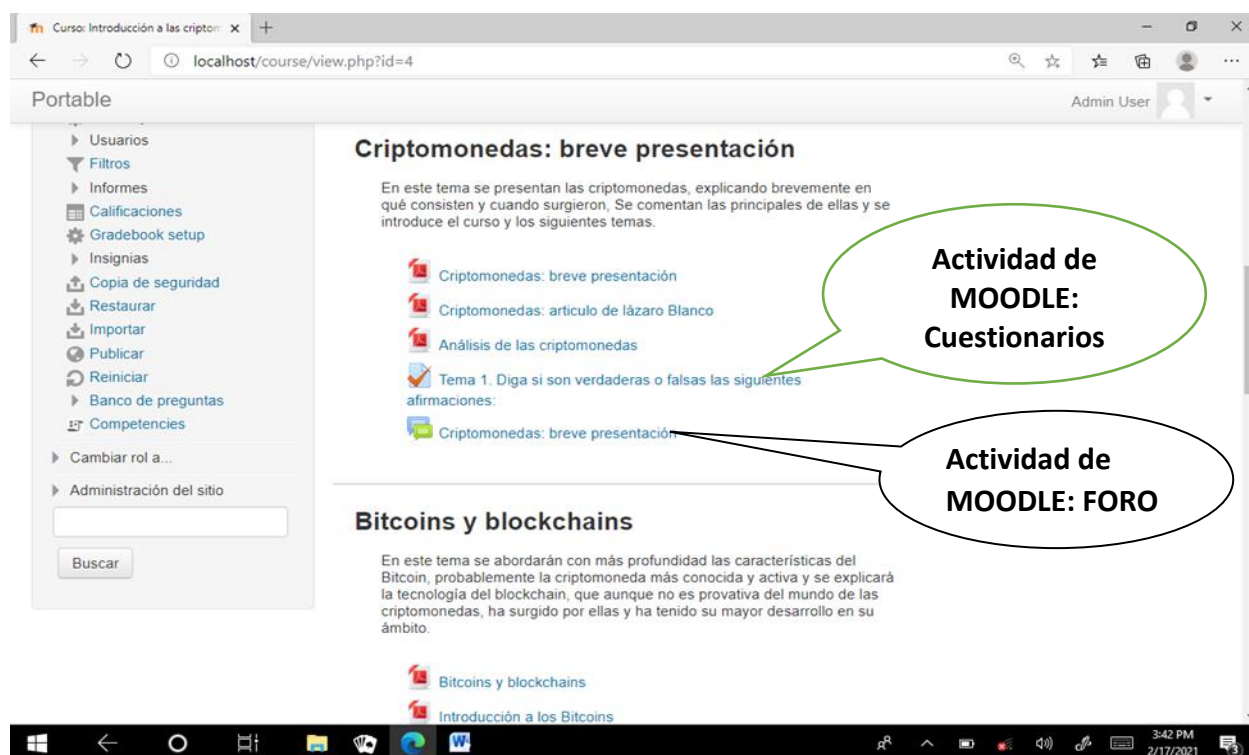 Curso: Introducción a las criptom
localhost/course/view.php?id=4
Portable
Admin User
Usuarios
Filtros
Informes
Calificaciones
Gradebook setup
Insignias
Copia de seguridad
Restaurar
Importar
Publicar
Reiniciar
Banco de preguntas
Competencies
Cambiar rol a...
Administración del sitio
Buscar
Criptomonedas: breve presentación
En este tema se presentan las criptomonedas, explicando brevemente en
qué consisten y cuando surgieron, Se comentan las principales de ellas y se
introduce el curso y los siguientes temas.
Criptomonedas: breve presentación
Criptomonedas: articulo de lázaro Blanco
Análisis de las criptomonedas
Tema 1. Diga si son verdaderas o falsas las siguientes
afirmaciones:
Criptomonedas: breve presentación
Actividad de
MOODLE:
Cuestionarios
Actividad de
MOODLE: FORO
Bitcoins y blockchains
En este tema se abordarán con más profundidad las características del
Bitcoin, probablemente la criptomoneda más conocida y activa y se explicará
la tecnología del blockchain, que aunque no es provativa del mundo de las
criptomonedas, ha surgido por ellas y ha tenido su mayor desarrollo en su
ámbito.
Bitcoins y blockchains
Introducción a los Bitcoins
3:42 PM
2/17/2021